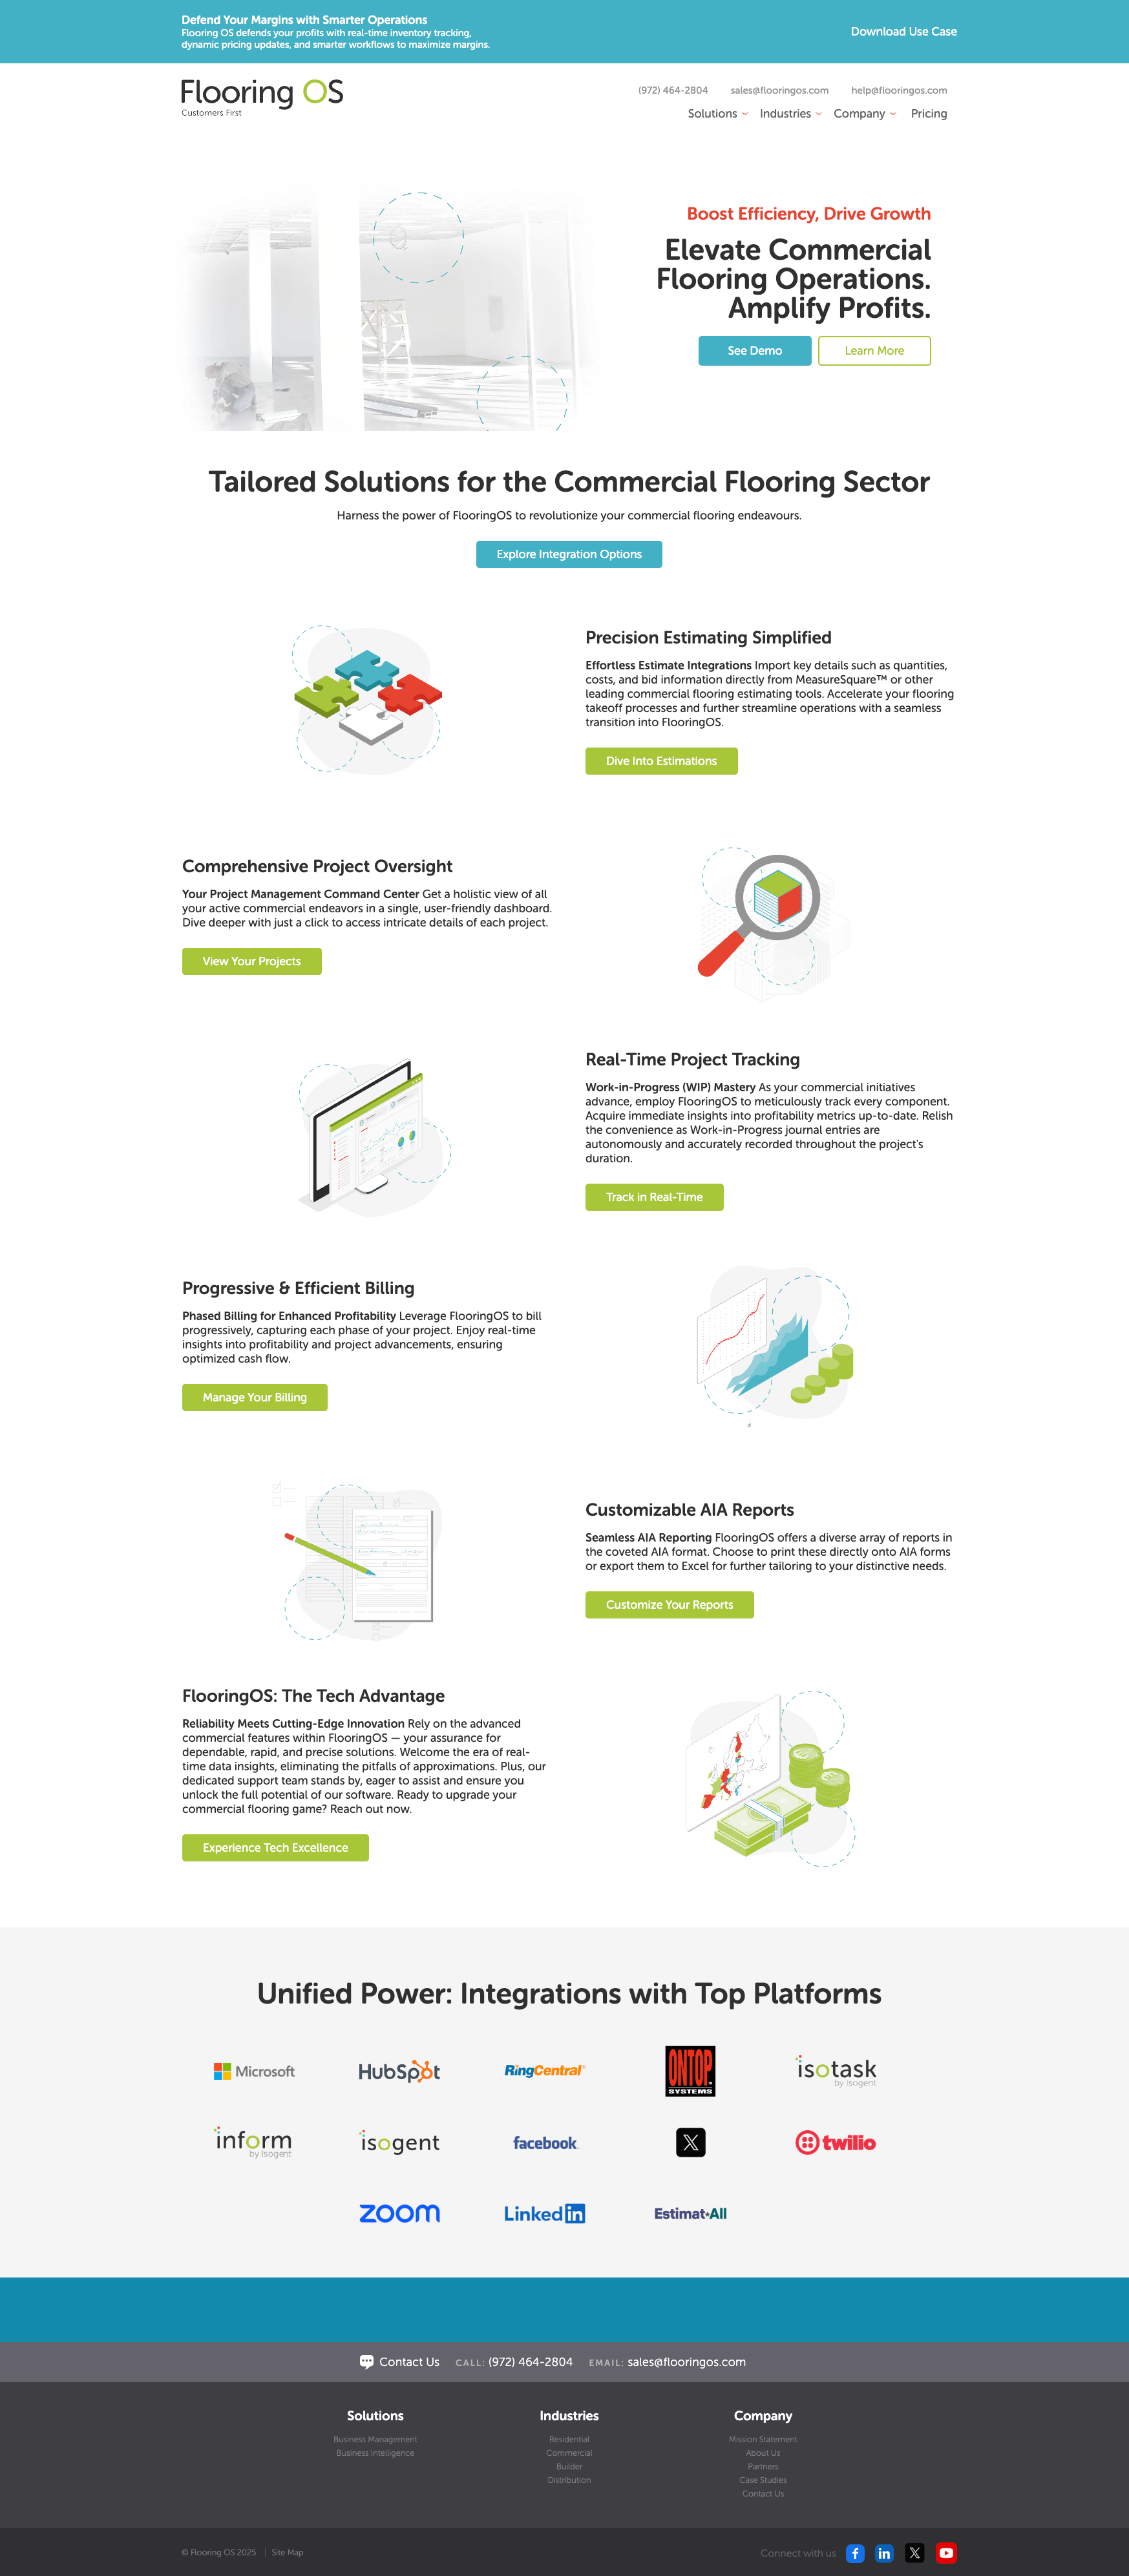 Defend Your Margins with Smarter Operations
Flooring OS defends your profits with real-time inventory tracking,
dynamic pricing updates, and smarter workflows to maximize margins.
Download Use Case
Flooring OS
Customers First
(972) 464-2804 sales@flooringos.com help@flooringos.com
Solutions Industries Company Pricing
Boost Efficiency, Drive Growth
Elevate Commercial
Flooring Operations.
Amplify Profits.
See Demo Learn More
Tailored Solutions for the Commercial Flooring Sector
Harness the power of FlooringOS to revolutionize your commercial flooring endeavours.
Explore Integration Options
Precision Estimating Simplified
Effortless Estimate Integrations Import key details such as quantities,
costs, and bid information directly from MeasureSquare™ or other
leading commercial flooring estimating tools. Accelerate your flooring
takeoff processes and further streamline operations with a seamless
transition into FlooringOS.
Dive Into Estimations
Comprehensive Project Oversight
Your Project Management Command Center Get a holistic view of all
your active commercial endeavors in a single, user-friendly dashboard.
Dive deeper with just a click to access intricate details of each project.
View Your Projects
Real-Time Project Tracking
Work-in-Progress (WIP) Mastery As your commercial initiatives
advance, employ FlooringOS to meticulously track every component.
Acquire immediate insights into profitability metrics up-to-date. Relish
the convenience as Work-in-Progress journal entries are
autonomously and accurately recorded throughout the project's
duration.
Track in Real-Time
Progressive & Efficient Billing
Phased Billing for Enhanced Profitability Leverage FlooringOS to bill
progressively, capturing each phase of your project. Enjoy real-time
insights into profitability and project advancements, ensuring
optimized cash flow.
Manage Your Billing
Customizable AIA Reports
Seamless AIA Reporting FlooringOS offers a diverse array of reports in
the coveted AIA format. Choose to print these directly onto AIA forms
or export them to Excel for further tailoring to your distinctive needs.
Customize Your Reports
FlooringOS: The Tech Advantage
Reliability Meets Cutting-Edge Innovation Rely on the advanced
commercial features within FlooringOS — your assurance for
dependable, rapid, and precise solutions. Welcome the era of real-
time data insights, eliminating the pitfalls of approximations. Plus, our
dedicated support team stands by, eager to assist and ensure you
unlock the full potential of our software. Ready to upgrade your
commercial flooring game? Reach out now.
Experience Tech Excellence
Unified Power: Integrations with Top Platforms
Microsoft HubSpot RingCentral ONTOP SYSTEMS isotask by Isogent
inform by Isogent isogent facebook X twilio
zoom Linked in Estimat•All
Contact Us CALL: (972) 464-2804 EMAIL: sales@flooringos.com
Solutions Industries Company
Business Management Residential Mission Statement
Business Intelligence Commercial About Us
Builder Partners
Distribution Case Studies
Contact Us
© Flooring OS 2025 | Site Map
Connect with us